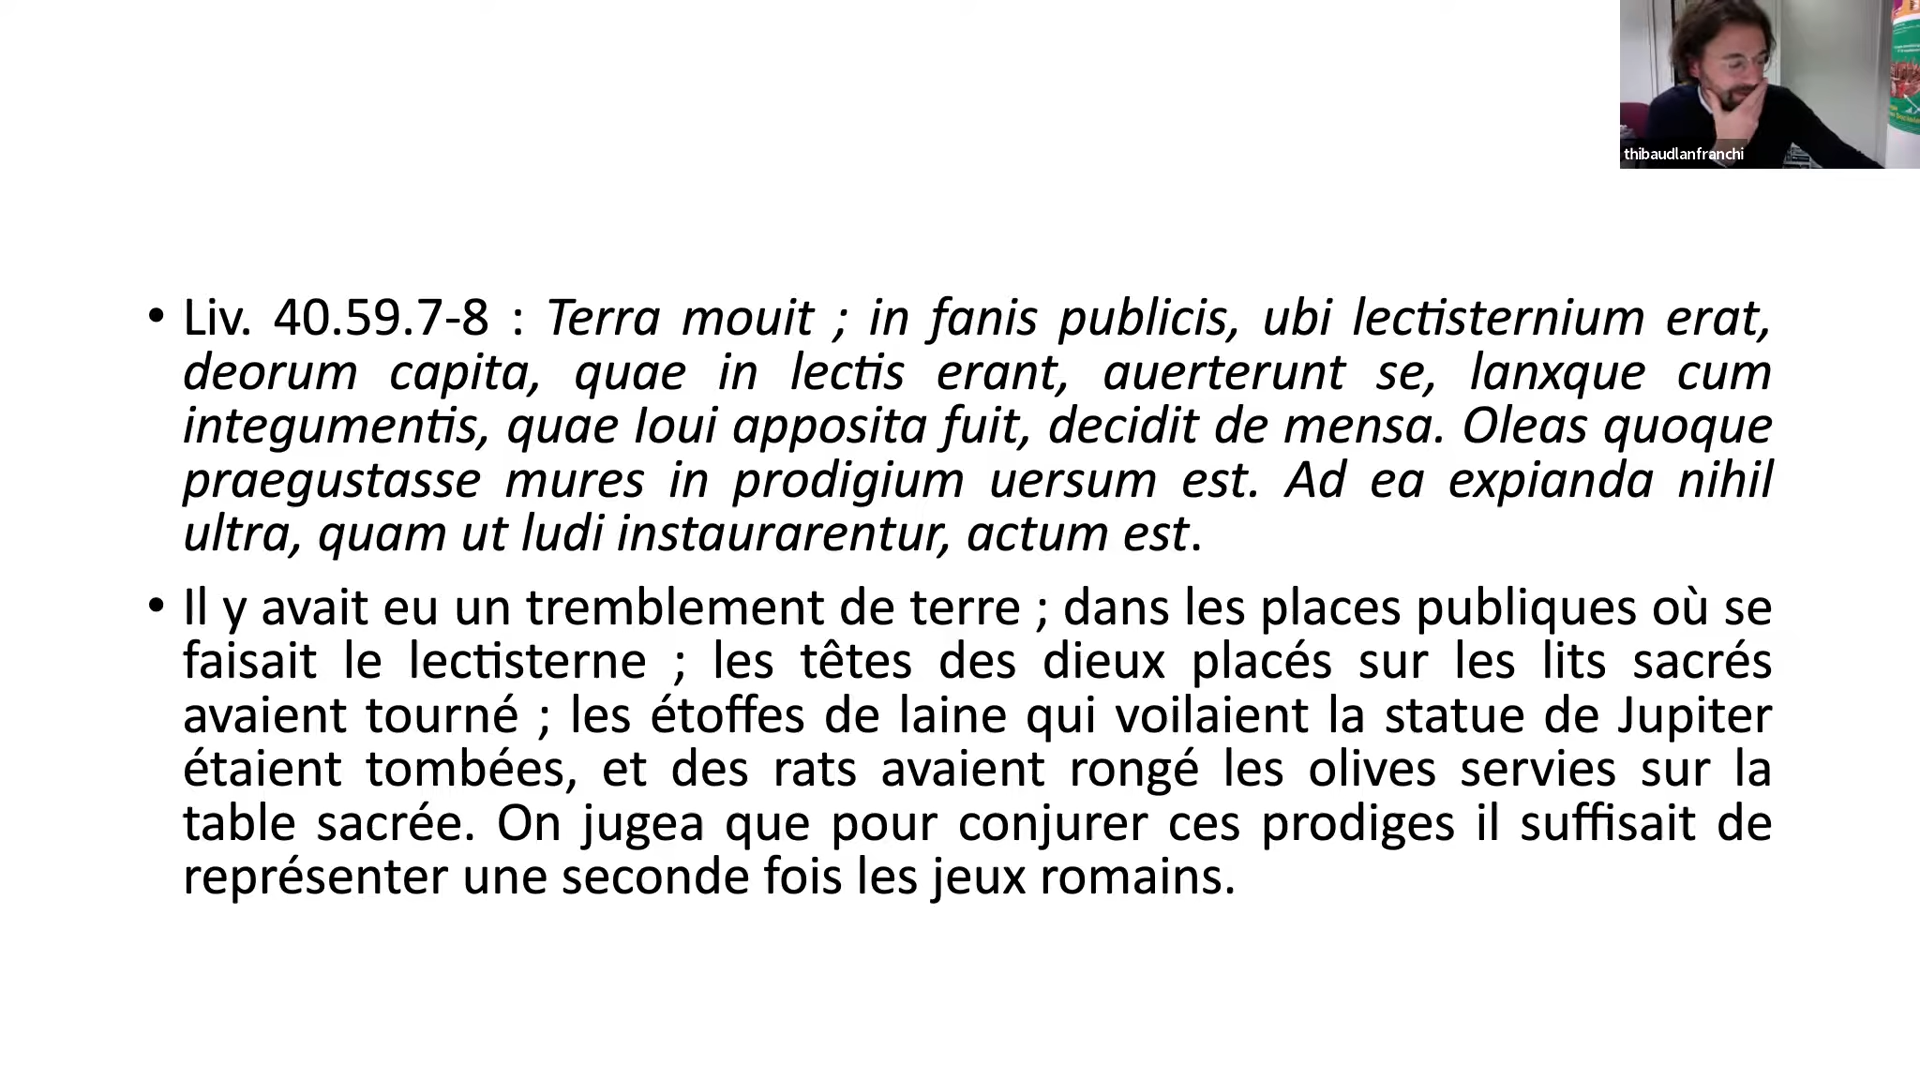 thibaudlanfranchi
• Liv. 40.59.7-8 : Terra mouit ; in fanis publicis, ubi lectisternium erat,
deorum capita, quae in lectis erant, auerterunt se, lanxque cum
integumentis, quae Ioui apposita fuit, decidit de mensa. Oleas quoque
praegustasse mures in prodigium uersum est. Ad ea expianda nihil
ultra, quam ut ludi instaurarentur, actum est.
• Il y avait eu un tremblement de terre ; dans les places publiques où se
faisait le lectisterne ; les têtes des dieux placés sur les lits sacrés
avaient tourné ; les étoffes de laine qui voilaient la statue de Jupiter
étaient tombées, et des rats avaient rongé les olives servies sur la
table sacrée. On jugea que pour conjurer ces prodiges il suffisait de
représenter une seconde fois les jeux romains.